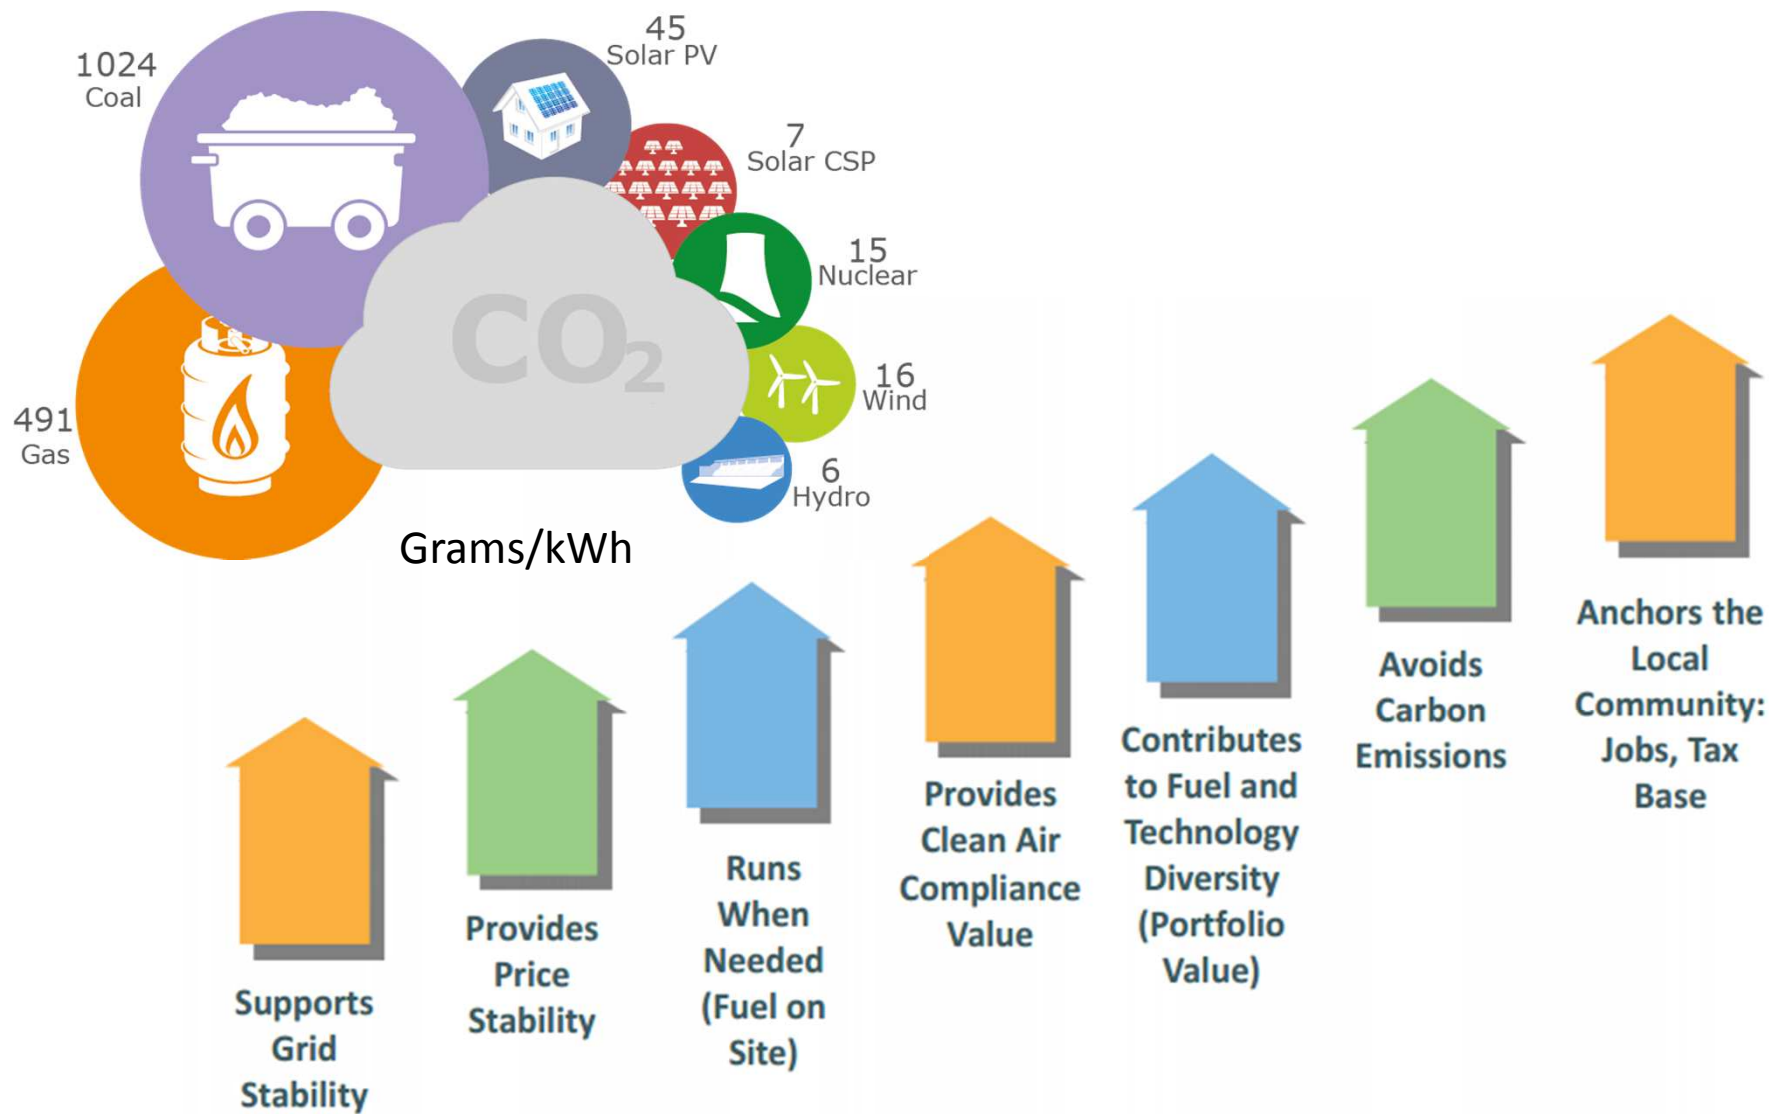 1024
Coal
45
Solar PV
7
Solar CSP
15
Nuclear
16
Wind
6
Hydro
491
Gas
CO₂
Grams/kWh
Supports
Grid
Stability
Provides
Price
Stability
Runs
When
Needed
(Fuel on
Site)
Provides
Clean Air
Compliance
Value
Contributes
to Fuel and
Technology
Diversity
(Portfolio
Value)
Avoids
Carbon
Emissions
Anchors the
Local
Community:
Jobs, Tax
Base